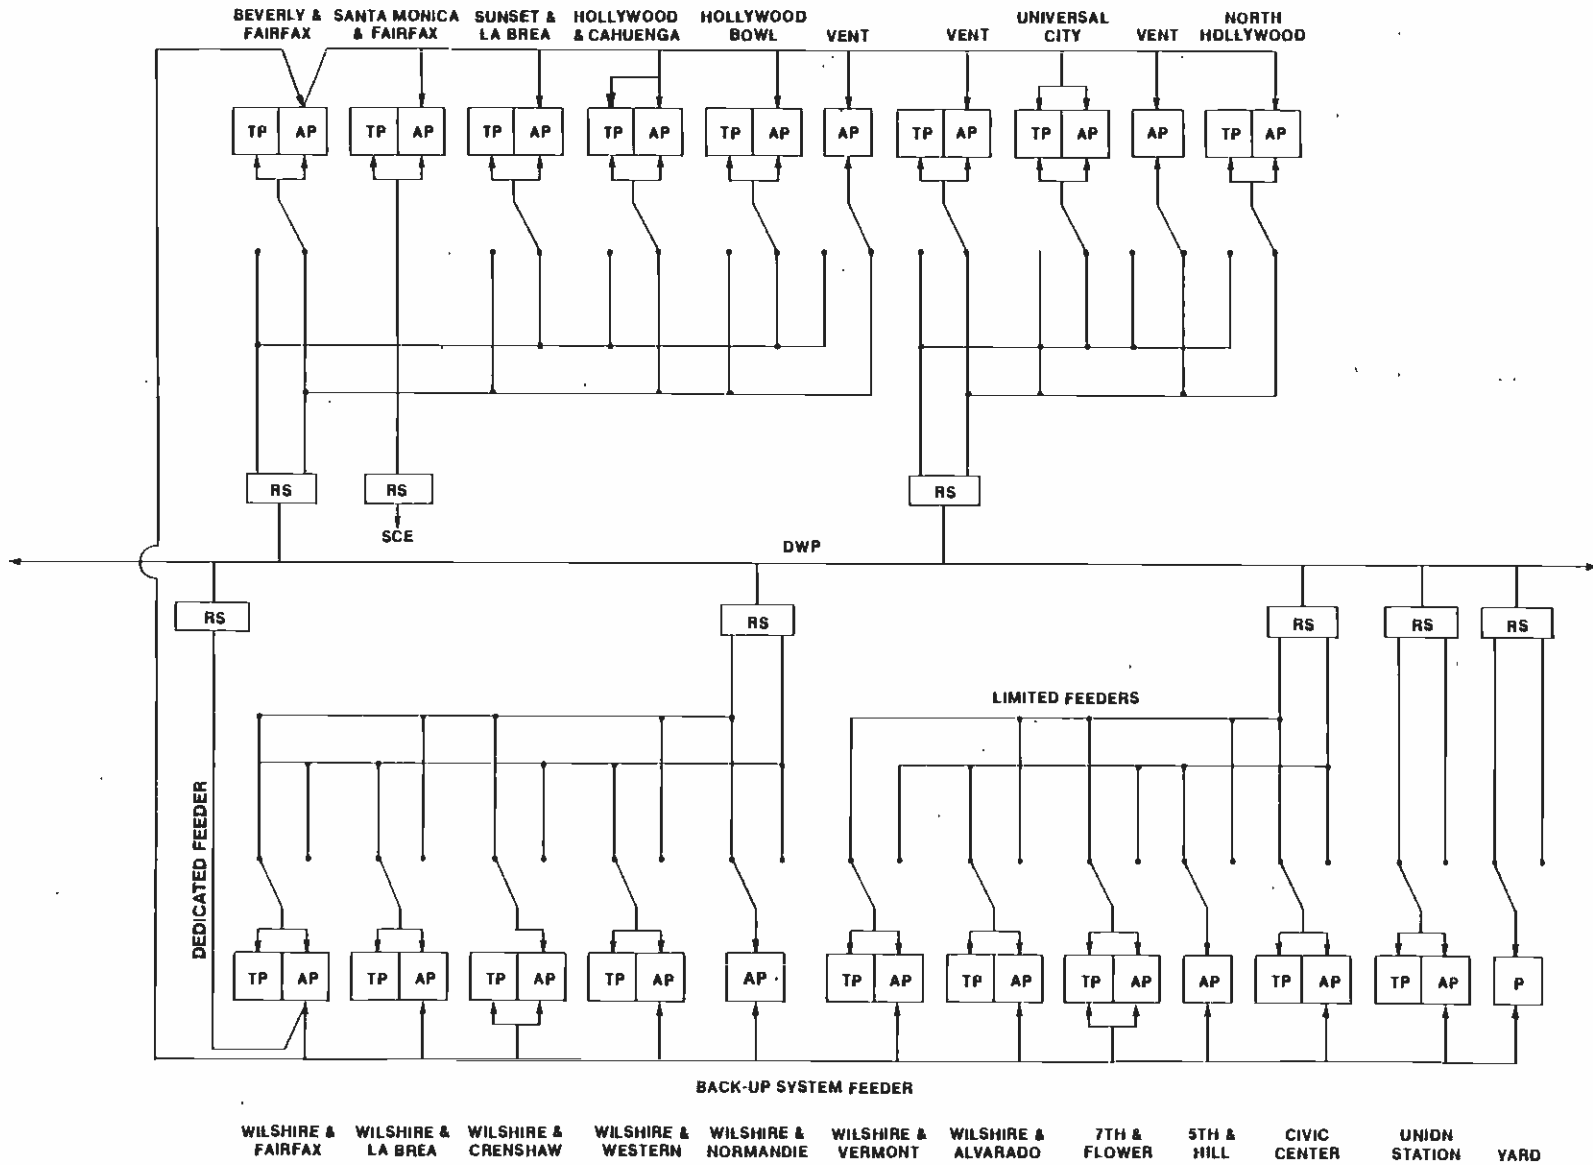 BEVERLY & FAIRFAX
SANTA MONICA & FAIRFAX
SUNSET & LA BREA
HOLLYWOOD & CAHUENGA
HOLLYWOOD BOWL
VENT
VENT
UNIVERSAL CITY
VENT
NORTH HOLLYWOOD
TP AP
TP AP
TP AP
TP AP
TP AP
AP
TP AP
TP AP
AP
TP AP
RS
RS
RS
SCE
DWP
RS
RS
RS
RS
RS
LIMITED FEEDERS
DEDICATED FEEDER
TP AP
TP AP
TP AP
TP AP
AP
TP AP
TP AP
TP AP
AP
TP AP
TP AP
P
BACK-UP SYSTEM FEEDER
WILSHIRE & FAIRFAX
WILSHIRE & LA BREA
WILSHIRE & CRENSHAW
WILSHIRE & WESTERN
WILSHIRE & NORMANDIE
WILSHIRE & VERMONT
WILSHIRE & ALVARADO
7TH & FLOWER
5TH & HILL
CIVIC CENTER
UNION STATION
YARD